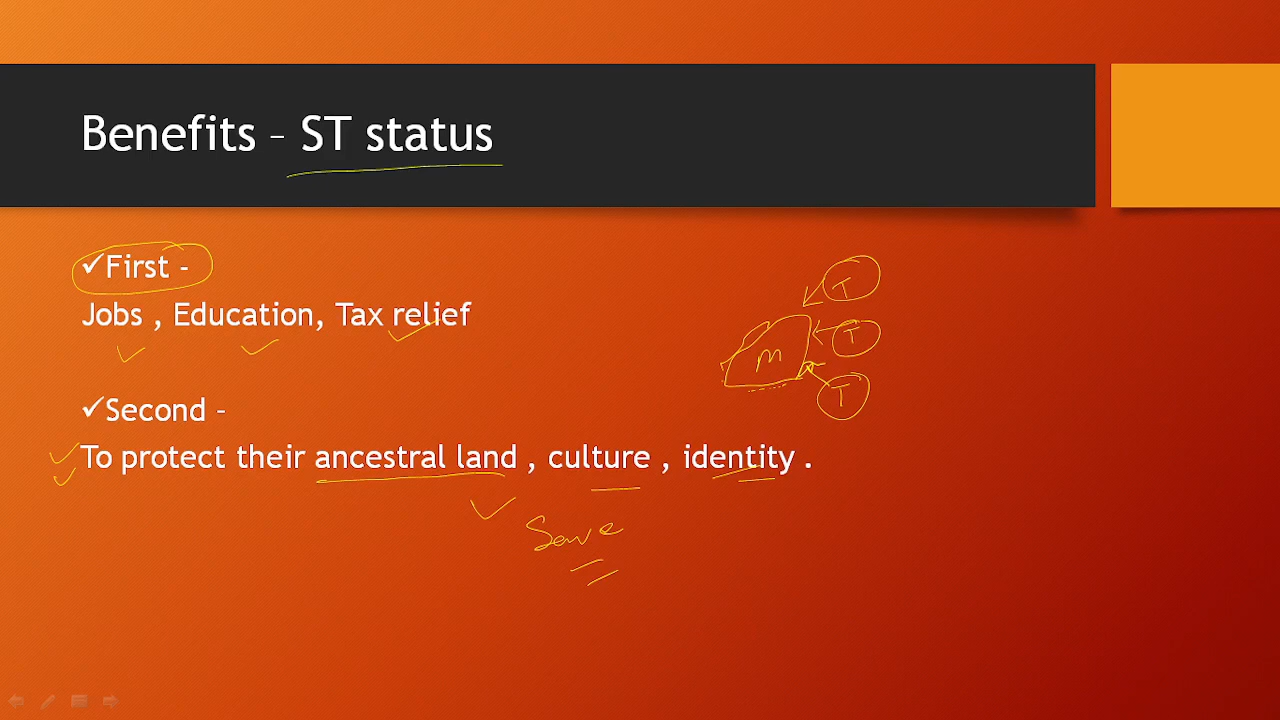 Benefits – ST status
✓First -
Jobs , Education, Tax relief
T
T
M
T
✓Second -
To protect their ancestral land , culture , identity .
Save